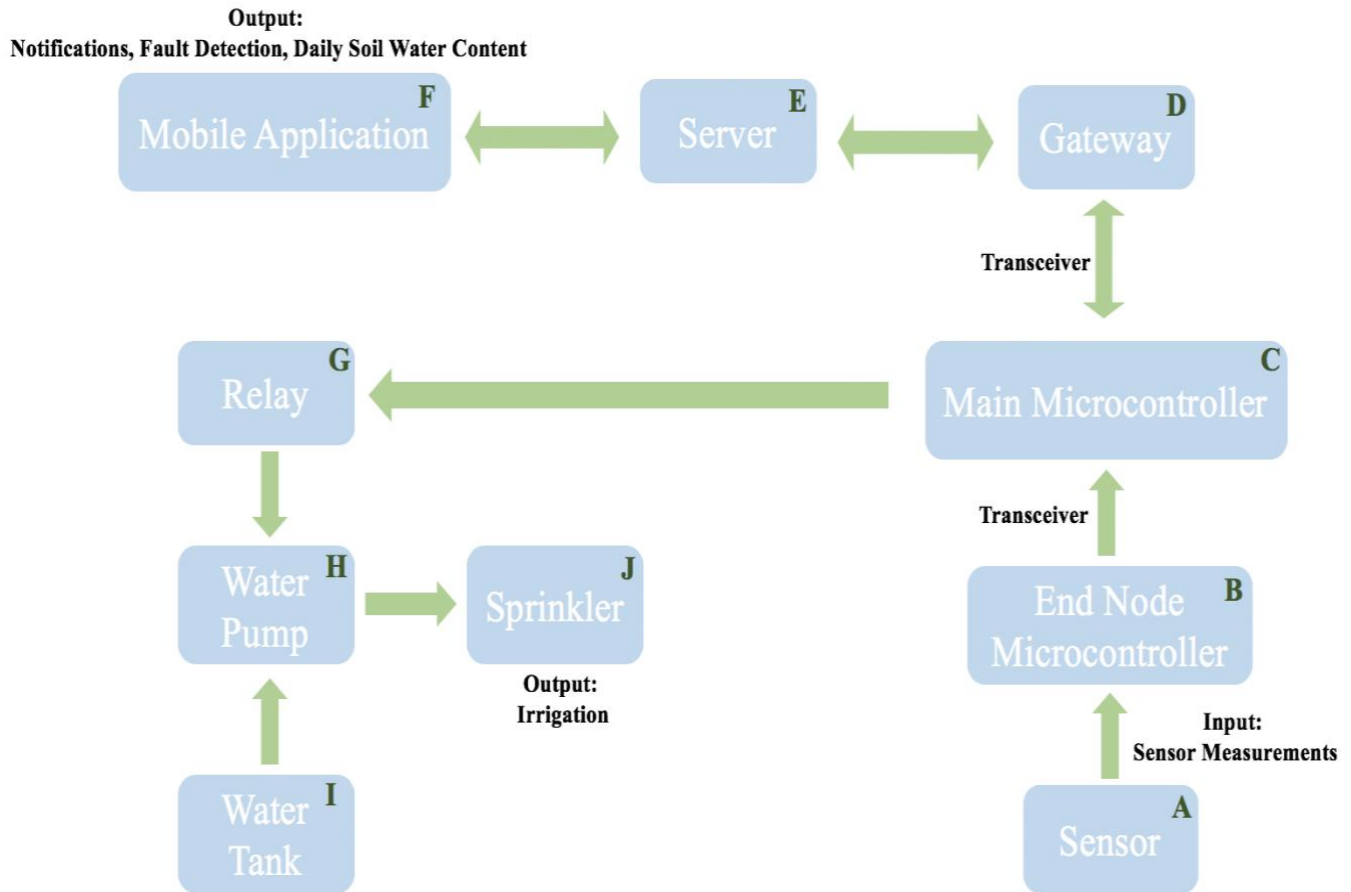 Output:
Notifications, Fault Detection, Daily Soil Water Content
F
Mobile Application
E
Server
D
Gateway
Transceiver
G
Relay
C
Main Microcontroller
Transceiver
H
Water
Pump
J
Sprinkler
B
End Node
Microcontroller
Output:
Irrigation
Input:
Sensor Measurements
I
Water
Tank
A
Sensor